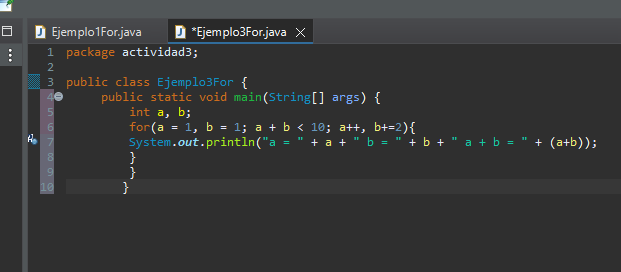 Ejemplo1For.java *Ejemplo3For.java
1 package actividad3;
2
3 public class Ejemplo3For {
4 public static void main(String[] args) {
5 int a, b;
6 for(a = 1, b = 1; a + b < 10; a++, b+=2){
7 System.out.println("a = " + a + " b = " + b + " a + b = " + (a+b));
8 }
9 }
10 }